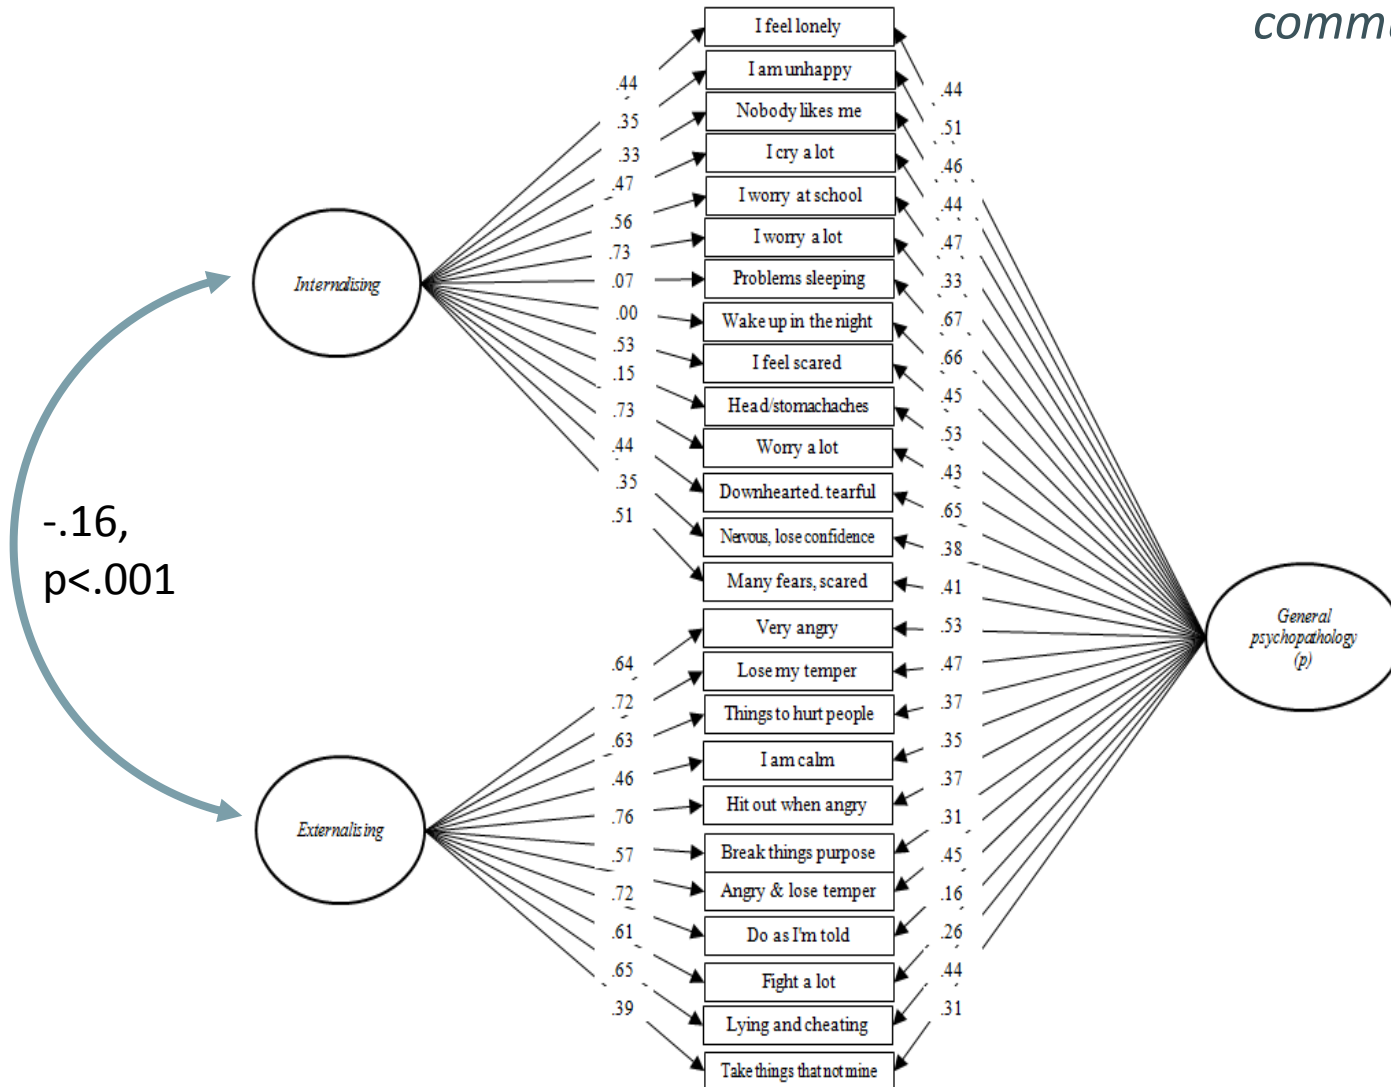 commu
I feel lonely
I am unhappy
Nobody likes me
I cry a lot
I worry at school
I worry a lot
Problems sleeping
Wake up in the night
I feel scared
Head/stomachaches
Worry a lot
Downhearted. tearful
Nervous, lose confidence
Many fears, scared
Very angry
Lose my temper
Things to hurt people
I am calm
Hit out when angry
Break things purpose
Angry & lose temper
Do as I'm told
Fight a lot
Lying and cheating
Take things that not mine
.44
.35
.33
.47
.56
.73
.07
.00
.53
.15
.73
.44
.35
.51
.64
.72
.63
.46
.76
.57
.72
.61
.65
.39
.44
.51
.46
.44
.47
.33
.67
.66
.45
.53
.43
.65
.38
.41
.53
.47
.37
.35
.37
.31
.45
.16
.26
.44
.31
Internalising
Externalising
-.16,
p<.001
General
psychopathology
(p)